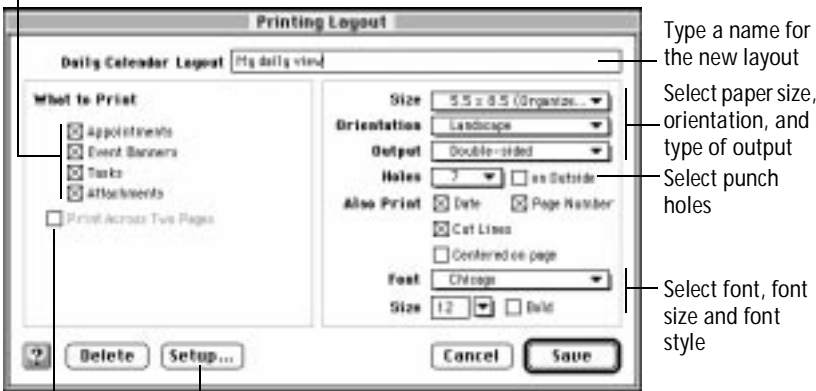 Printing Layout
Daily Calendar Layout My daily view
Type a name for
the new layout
What to Print
Appointments
Event Banners
Tasks
Attachments
Print Across Two Pages
Size 5.5 x 8.5 (Organize...
Orientation Landscape
Output Double-sided
Holes 7 on Outside
Also Print Date Page Number
Cut Lines
Centered on page
Font Chicago
Size 12 Bold
Select paper size,
orientation, and
type of output
Select punch
holes
Select font, font
size and font
style
? Delete Setup... Cancel Save